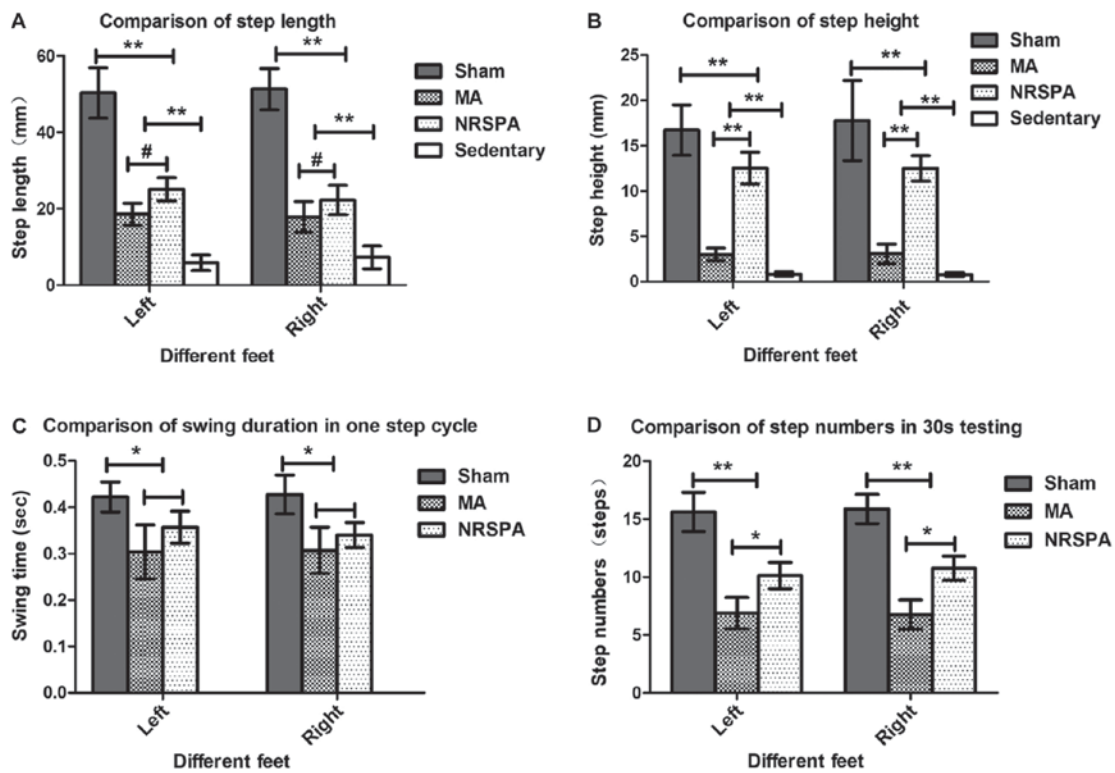 A Comparison of step length
Step length (mm)
60
40
20
0
**
**
**
**
#
#
Sham
MA
NRSPA
Sedentary
Left
Right
Different feet
B Comparison of step height
Step height (mm)
25
20
15
10
5
0
**
**
**
**
**
**
Sham
MA
NRSPA
Sedentary
Left
Right
Different feet
C Comparison of swing duration in one step cycle
Swing time (sec)
0.5
0.4
0.3
0.2
0.1
0.0
*
*
Sham
MA
NRSPA
Left
Right
Different feet
D Comparison of step numbers in 30s testing
Step numbers (steps)
20
15
10
5
0
**
**
*
*
Sham
MA
NRSPA
Left
Right
Different feet